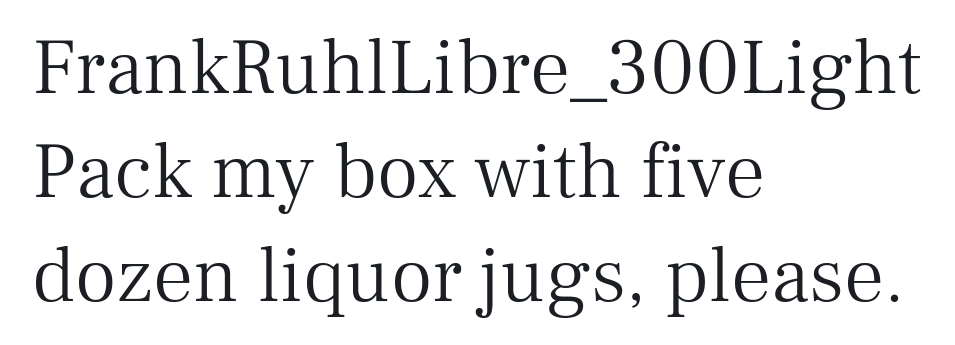 FrankRuhlLibre_300Light
Pack my box with five
dozen liquor jugs, please.